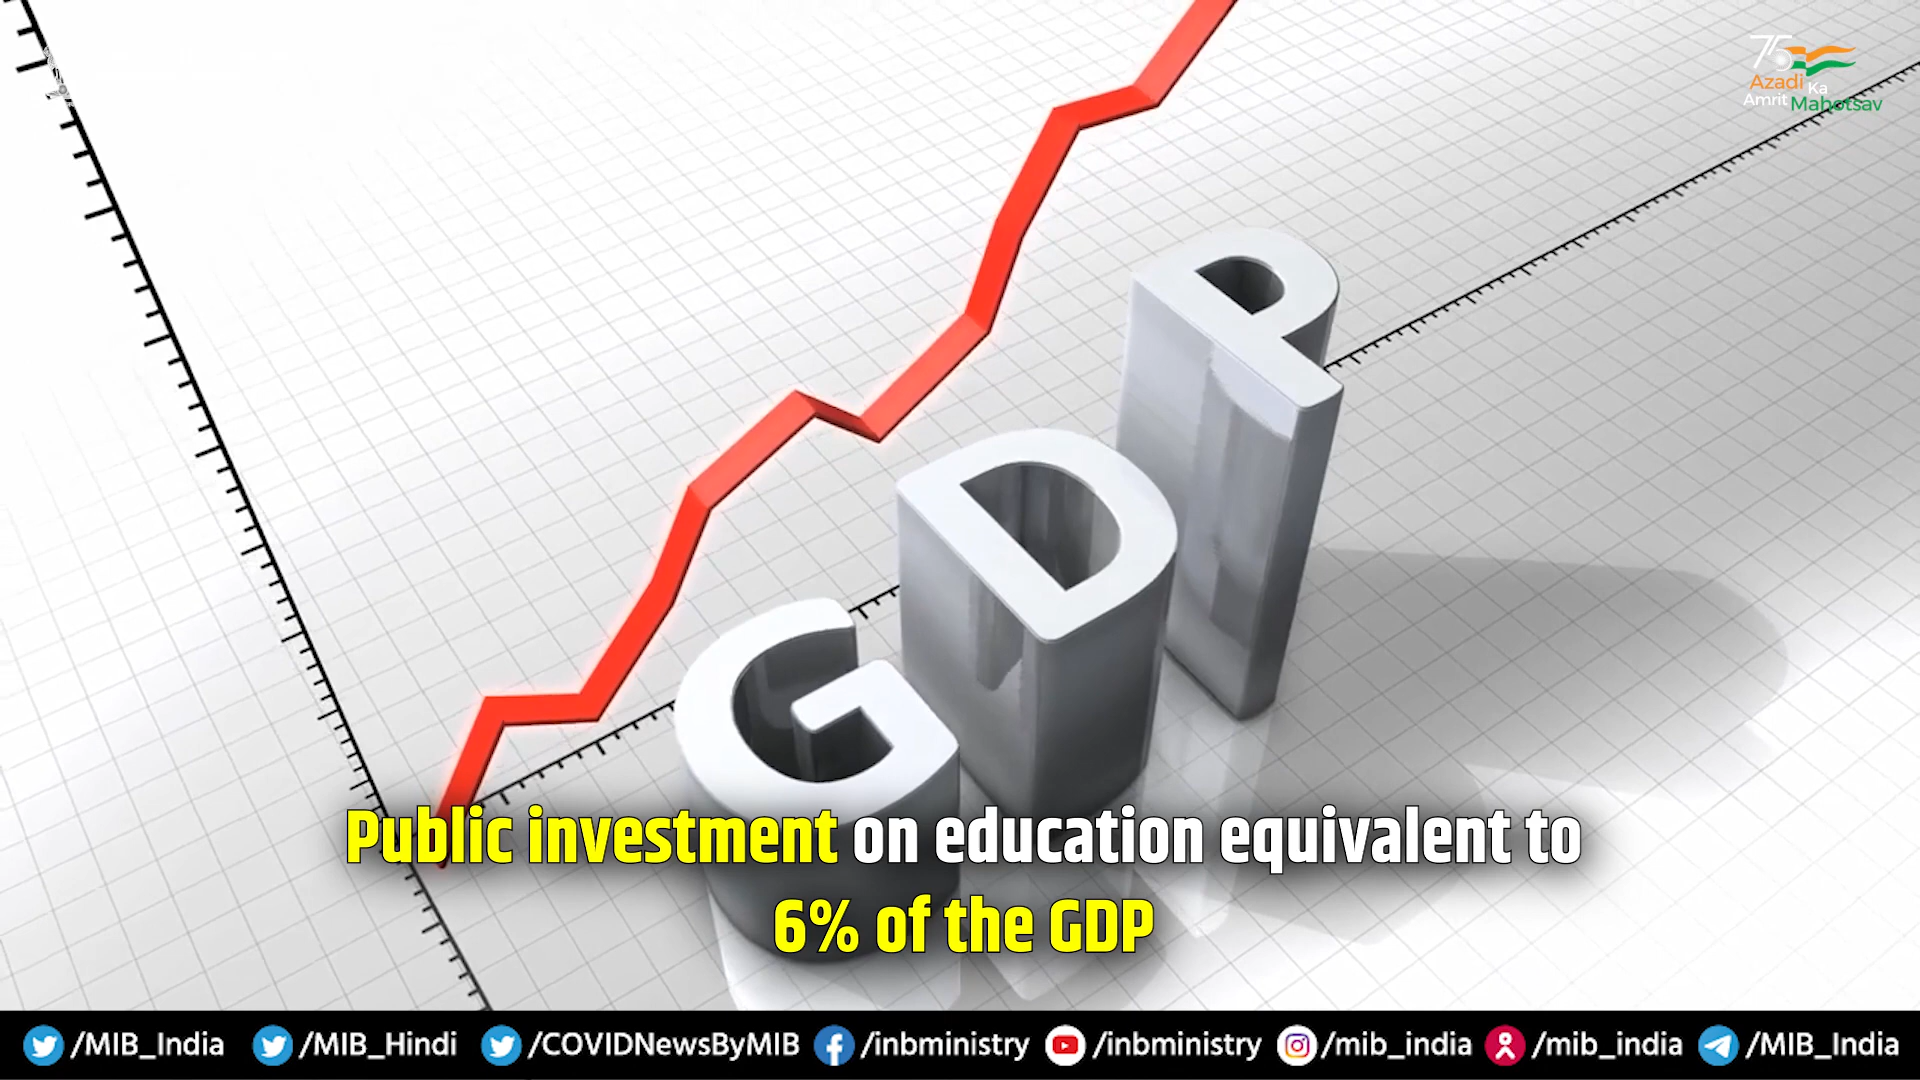 75
Azadi
Ka
Amrit Mahotsav
GDP
Public investment on education equivalent to
6% of the GDP
/MIB_India /MIB_Hindi /COVIDNewsByMIB /inbministry /inbministry /mib_india /mib_india /MIB_India